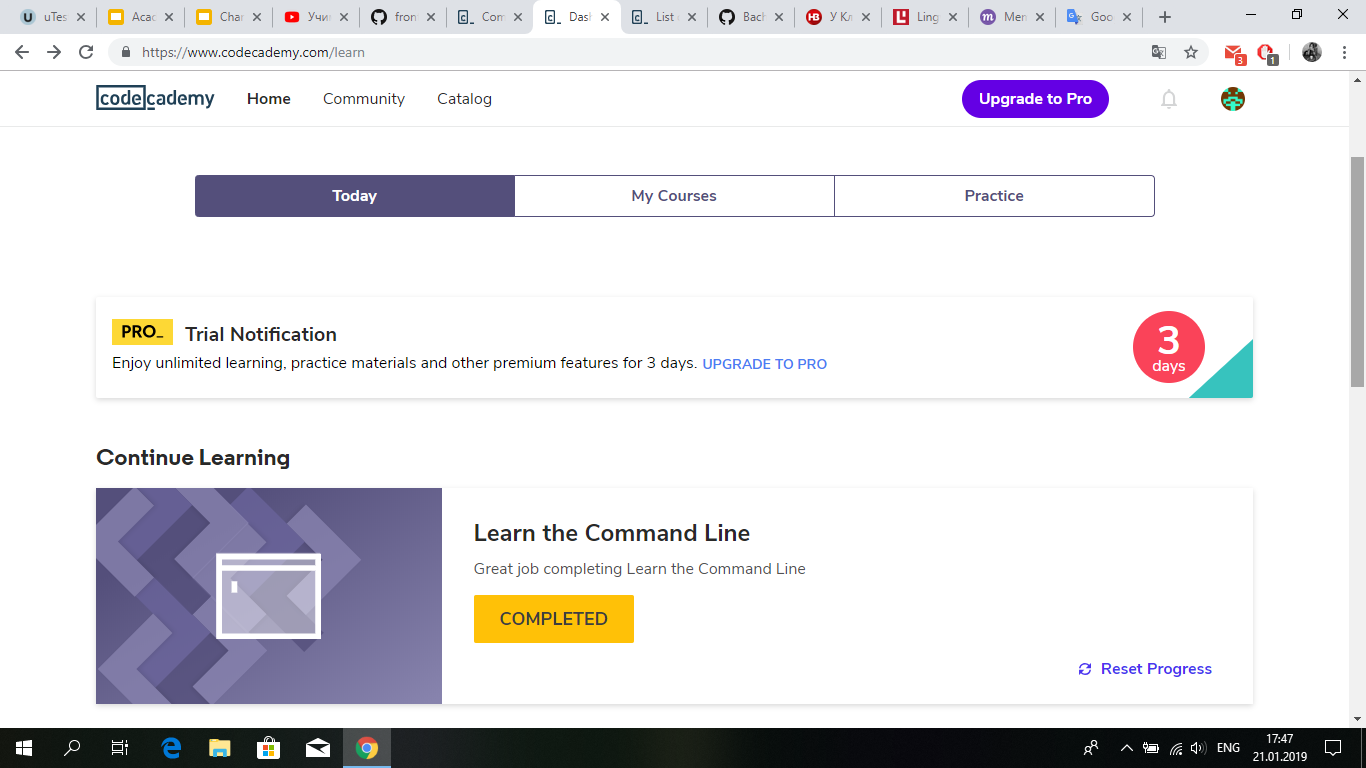 uTes
Acac
Char
Учи
fron
Com
Dash
List
Bach
У Кл
Ling
Men
Goo
https://www.codecademy.com/learn
3
1
codecademy
Home
Community
Catalog
Upgrade to Pro
Today
My Courses
Practice
PRO_
Trial Notification
Enjoy unlimited learning, practice materials and other premium features for 3 days. UPGRADE TO PRO
3
days
Continue Learning
Learn the Command Line
Great job completing Learn the Command Line
COMPLETED
Reset Progress
ENG
17:47
21.01.2019